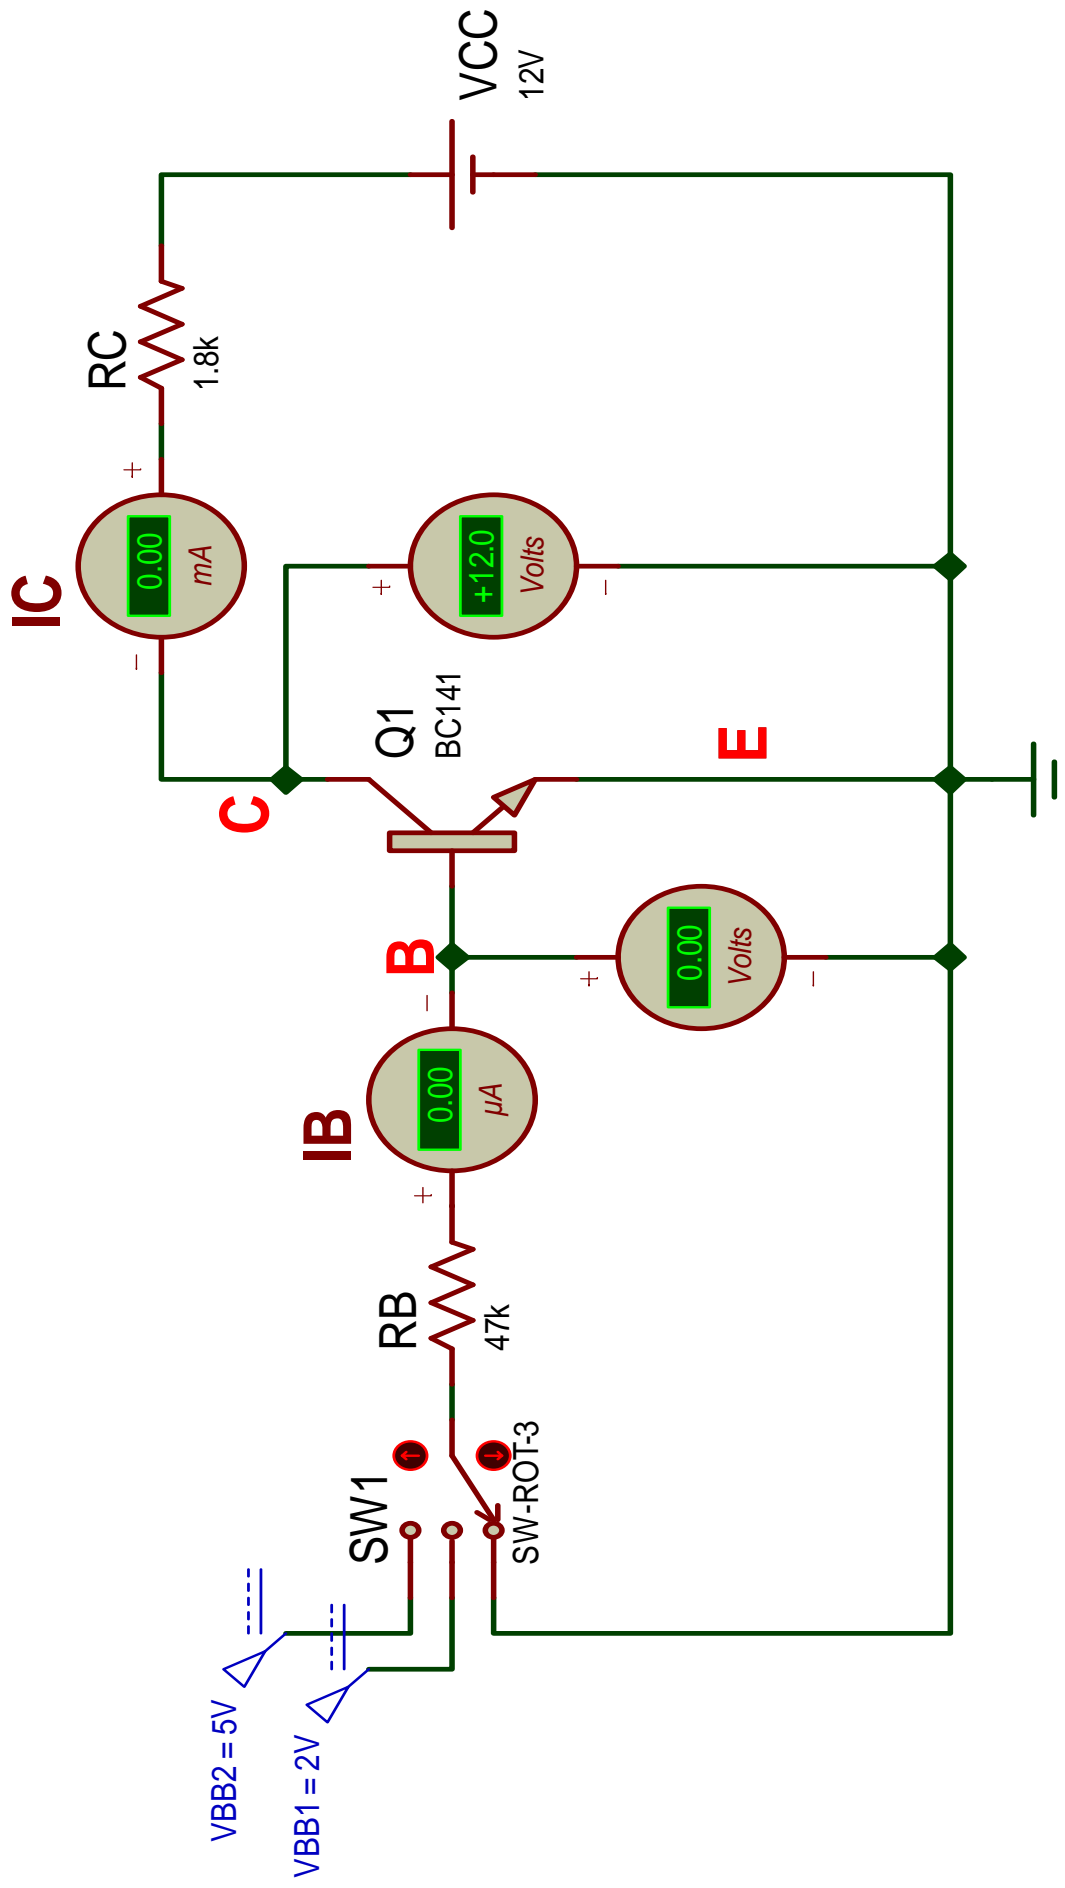 VBB2 = 5V
VBB1 = 2V
SW1
SW-ROT-3
RB
47k
IB
+
0.00
µA
−
B
+
0.00
Volts
−
C
Q1
BC141
E
IC
−
0.00
mA
+
+
+12.0
Volts
−
RC
1.8k
VCC
12V